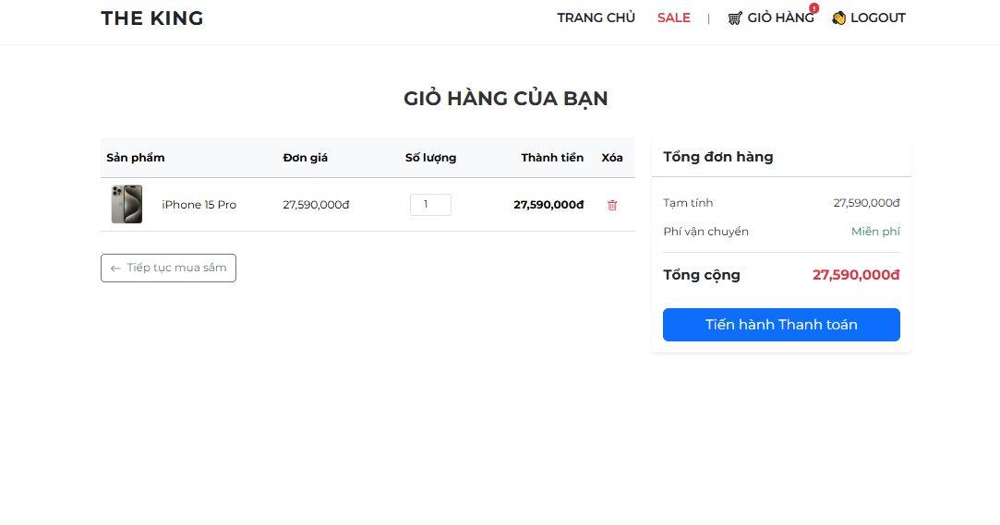 THE KING
TRANG CHỦ SALE | GIỎ HÀNG ! LOGOUT
GIỎ HÀNG CỦA BẠN
Sản phẩm Đơn giá Số lượng Thành tiền Xóa
iPhone 15 Pro 27,590,000đ 1 27,590,000đ
← Tiếp tục mua sắm
Tổng đơn hàng
Tạm tính 27,590,000đ
Phí vận chuyển Miễn phí
Tổng cộng 27,590,000đ
Tiến hành Thanh toán